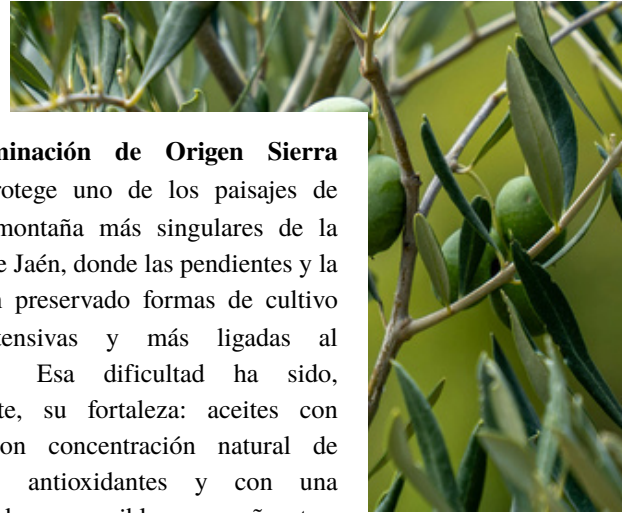 minación de Origen Sierra
rotege uno de los paisajes de
montaña más singulares de la
e Jaén, donde las pendientes y la
n preservado formas de cultivo
tensivas y más ligadas al
Esa dificultad ha sido,
te, su fortaleza: aceites con
on concentración natural de
antioxidantes y con una